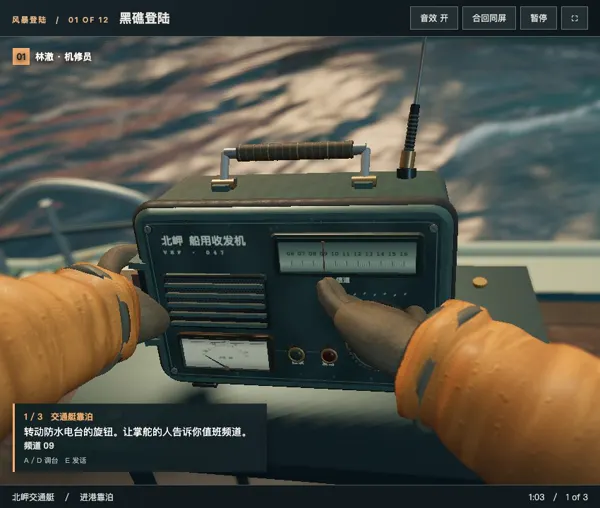 风暴登陆 / 01 OF 12 黑礁登陆
音效 开
合回同屏
暂停
01 林澈 · 机修员
北岬 船用收发机
VHF · 047
06 07 08 09 10 11 12 13 14 15 16
1 / 3 交通艇靠泊
转动防水电台的旋钮。让掌舵的人告诉你值班频道。
频道 09
A / D 调台 E 发话
北岬交通艇 / 进港靠泊
1:03 / 1 of 3